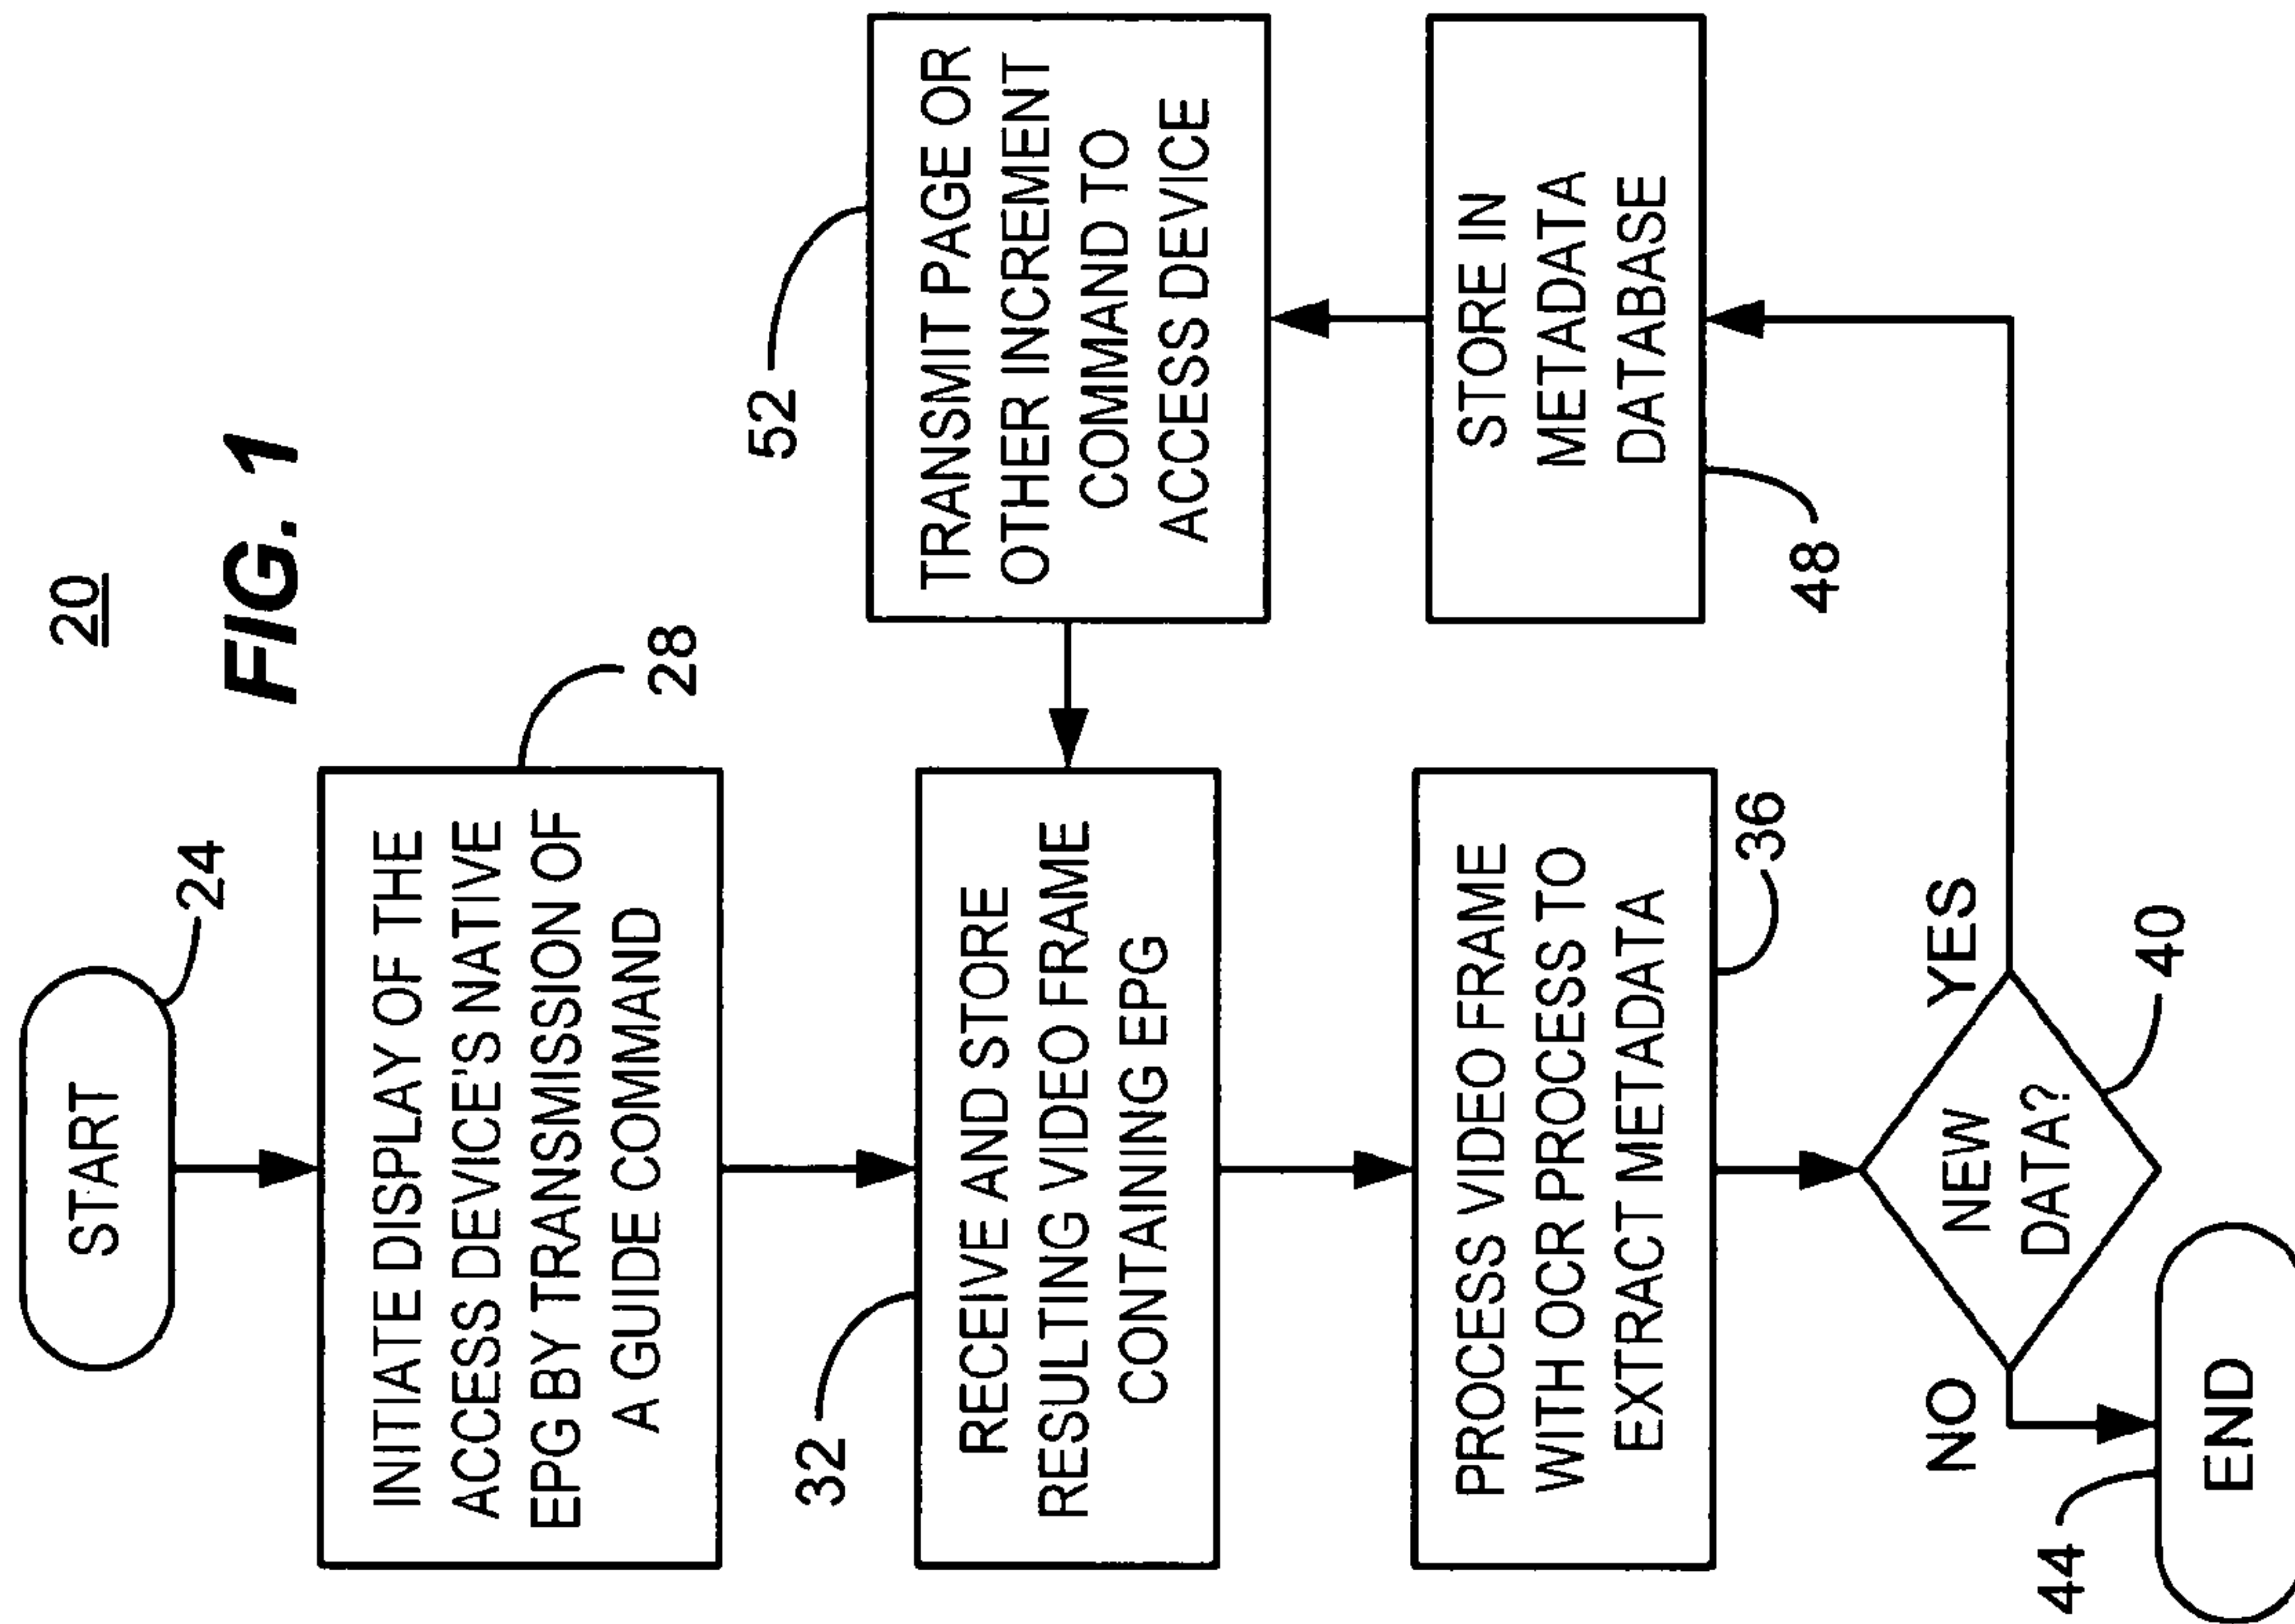 20
FIG. 1
START
24
INITIATE DISPLAY OF THE
ACCESS DEVICE'S NATIVE
EPG BY TRANSMISSION OF
A GUIDE COMMAND
28
32
RECEIVE AND STORE
RESULTING VIDEO FRAME
CONTAINING EPG
PROCESS VIDEO FRAME
WITH OCR PROCESS TO
EXTRACT METADATA
36
NEW
DATA?
40
NO
YES
44
END
STORE IN
METADATA
DATABASE
48
52
TRANSMIT PAGE OR
OTHER INCREMENT
COMMAND TO
ACCESS DEVICE